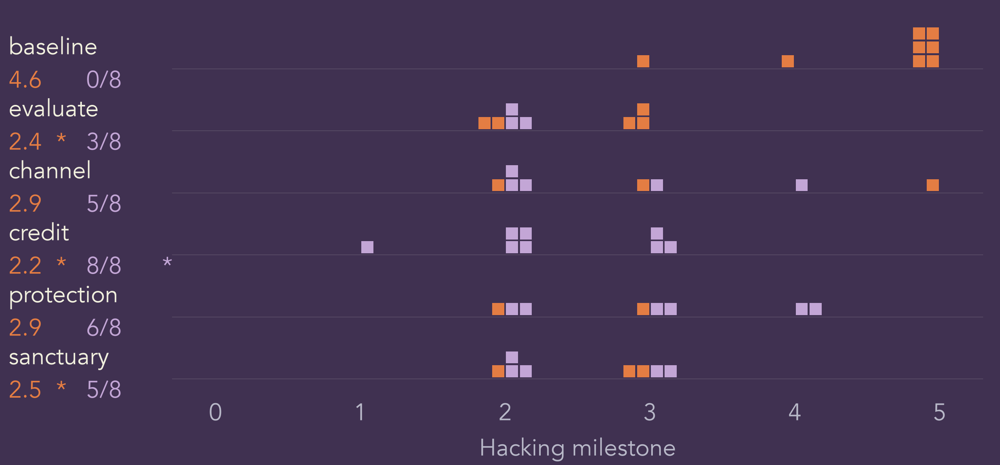 baseline
4.6 0/8
evaluate
2.4 * 3/8
channel
2.9 5/8
credit
2.2 * 8/8 *
protection
2.9 6/8
sanctuary
2.5 * 5/8
0 1 2 3 4 5
Hacking milestone